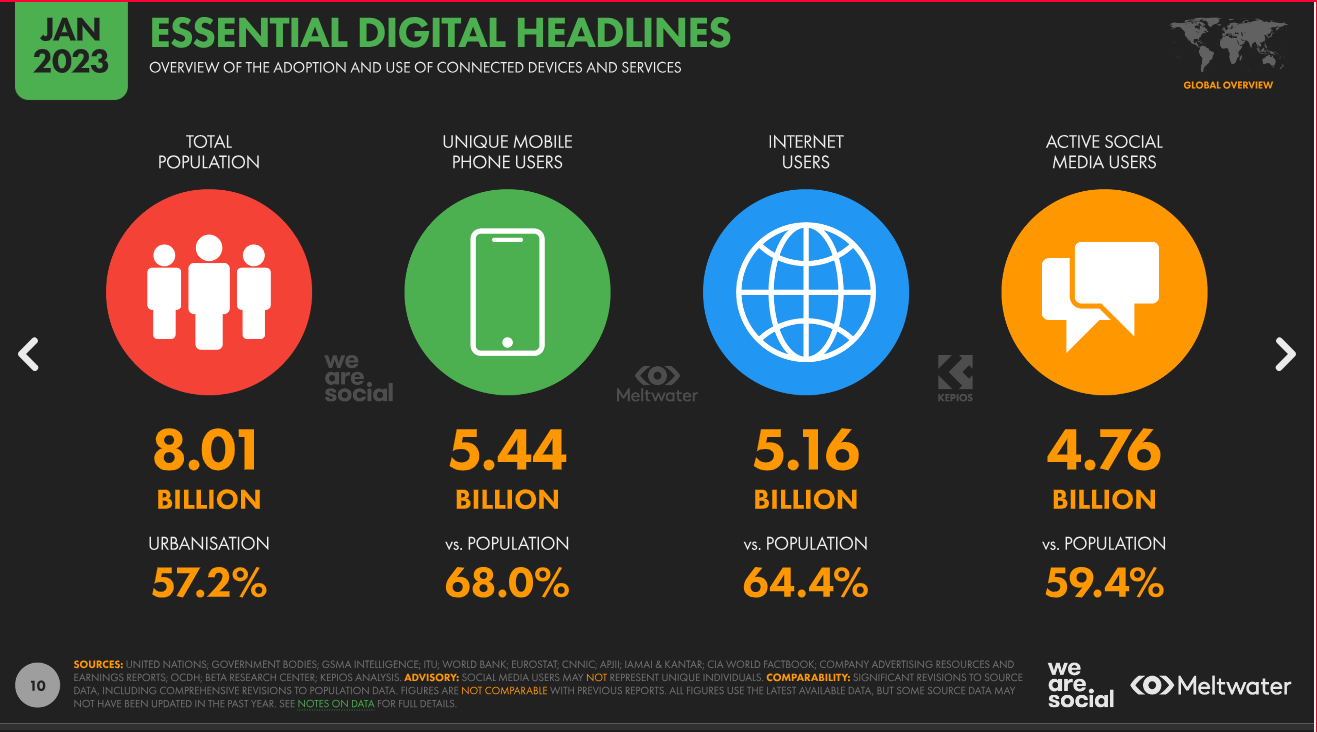 JAN
2023
ESSENTIAL DIGITAL HEADLINES
OVERVIEW OF THE ADOPTION AND USE OF CONNECTED DEVICES AND SERVICES
GLOBAL OVERVIEW
TOTAL
POPULATION
UNIQUE MOBILE
PHONE USERS
INTERNET
USERS
ACTIVE SOCIAL
MEDIA USERS
we
are.
social
Meltwater
KEPIOS
8.01
BILLION
URBANISATION
57.2%
5.44
BILLION
vs. POPULATION
68.0%
5.16
BILLION
vs. POPULATION
64.4%
4.76
BILLION
vs. POPULATION
59.4%
10
SOURCES: UNITED NATIONS; GOVERNMENT BODIES; GSMA INTELLIGENCE; ITU; WORLD BANK; EUROSTAT; CNNIC; APJII; IAMAI & KANTAR; CIA WORLD FACTBOOK; COMPANY ADVERTISING RESOURCES AND
EARNINGS REPORTS; OCDH; BETA RESEARCH CENTER; KEPIOS ANALYSIS. ADVISORY: SOCIAL MEDIA USERS MAY NOT REPRESENT UNIQUE INDIVIDUALS. COMPARABILITY: SIGNIFICANT REVISIONS TO SOURCE
DATA, INCLUDING COMPREHENSIVE REVISIONS TO POPULATION DATA. FIGURES ARE NOT COMPARABLE WITH PREVIOUS REPORTS. ALL FIGURES USE THE LATEST AVAILABLE DATA, BUT SOME SOURCE DATA MAY
NOT HAVE BEEN UPDATED IN THE PAST YEAR. SEE NOTES ON DATA FOR FULL DETAILS.
we
are.
social
Meltwater